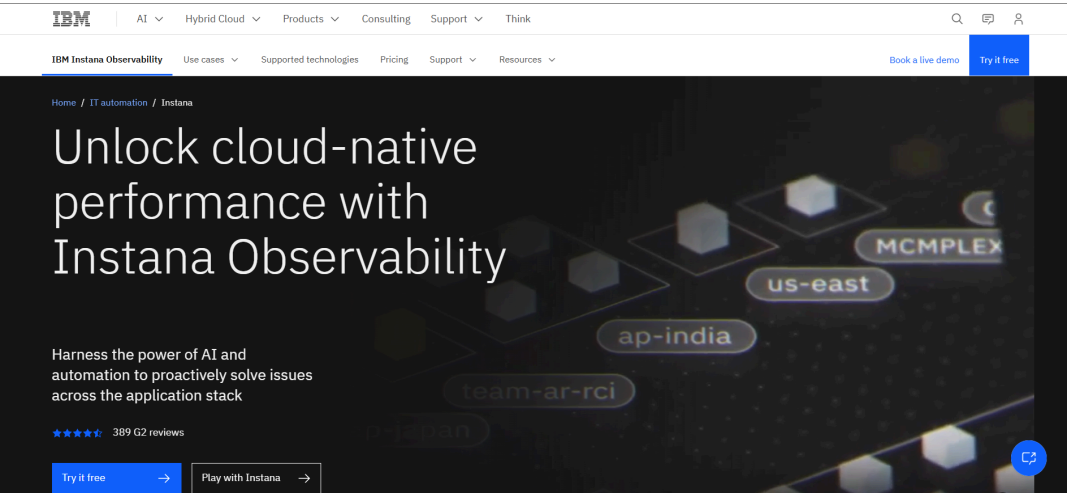 IBM
AI Hybrid Cloud Products Consulting Support Think
IBM Instana Observability Use cases Supported technologies Pricing Support Resources Book a live demo Try it free
Home / IT automation / Instana
Unlock cloud-native
performance with
Instana Observability
MCMPLEX
us-east
ap-india
team-ar-rci
p-japan
Harness the power of AI and
automation to proactively solve issues
across the application stack
389 G2 reviews
Try it free
Play with Instana